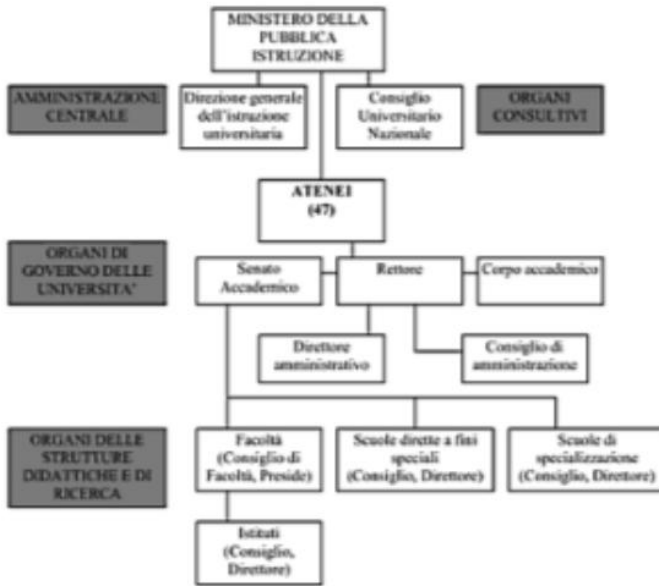 MINISTERO DELLA
PUBBLICA
ISTRUZIONE
AMMINISTRAZIONE
CENTRALE
Direzione generale
dell'istrazione
universitaria
Consiglio
Universitario
Nazionale
ORGANI
CONSULTIVI
ATENEI
(47)
ORGANI DI
GOVERNO DELLE
UNIVERSITA'
Senato
Accademico
Rettore
Corpo accademico
Direttore
amministrativo
Consiglio di
amministrazione
ORGANI DELLE
STRUTTURE
DIDATTICHE E DI
RICERCA
Facoltà
(Consiglio di
Facoltà, Preside)
Scuole dirette a fini
speciali
(Consiglio, Direttore)
Scuole di
specializzazione
(Consiglio, Direttore)
Istituti
(Consiglio,
Direttore)